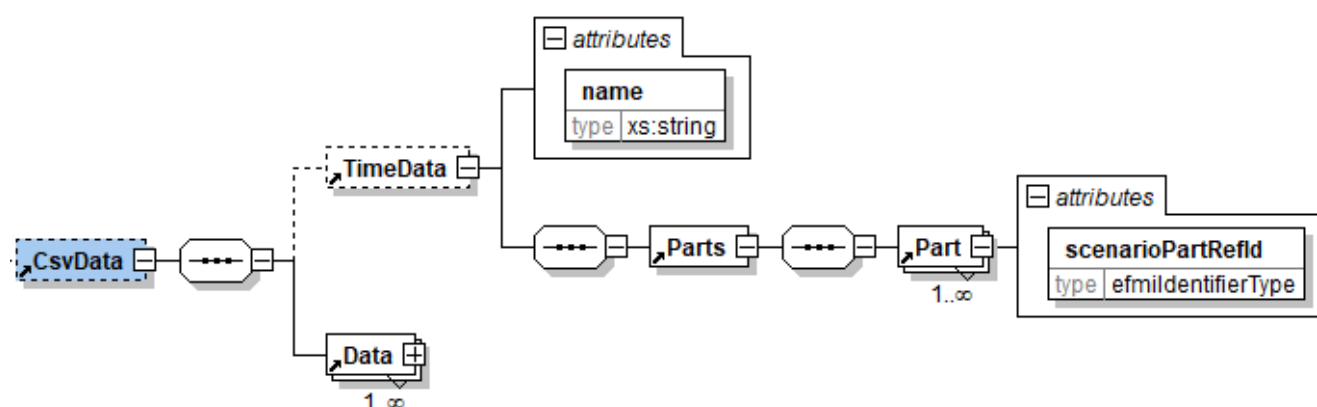 attributes
name
type xs:string
TimeData
attributes
CsvData
Parts
Part
scenarioPartRefId
type efmiIdentifierType
1..∞
Data
1..∞